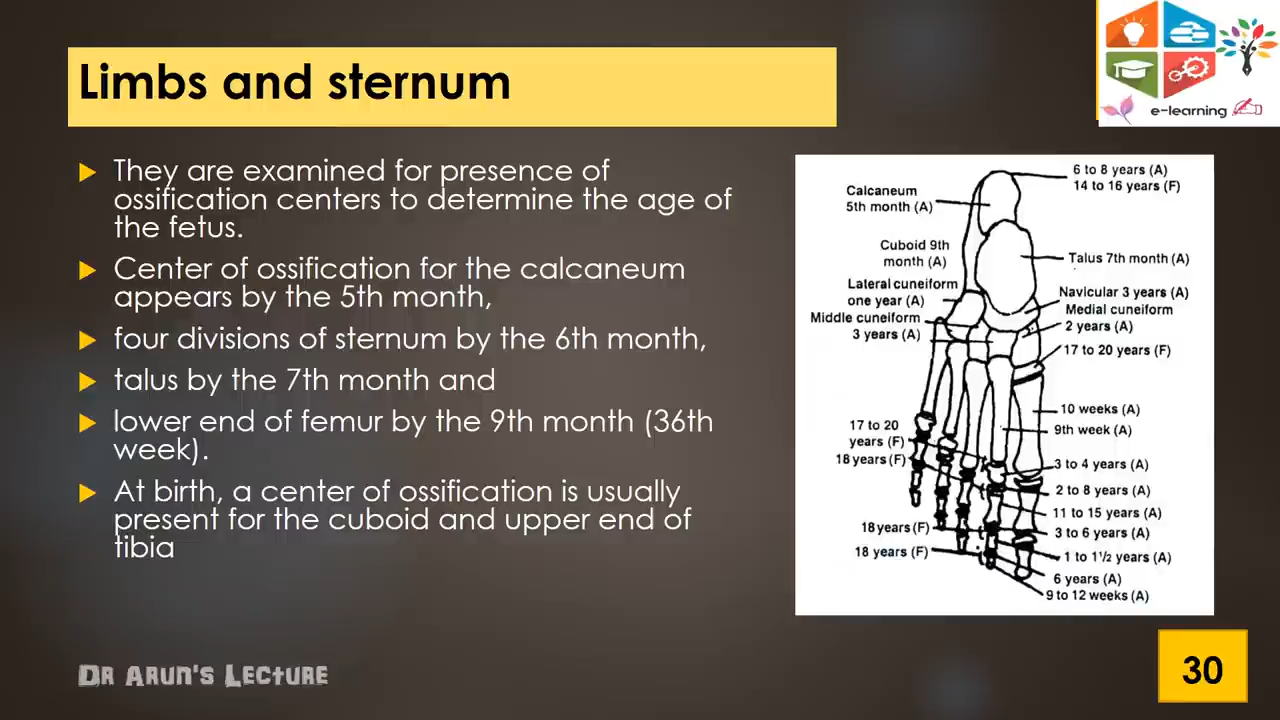 Limbs and sternum
e-learning
They are examined for presence of
ossification centers to determine the age of
the fetus.
Center of ossification for the calcaneum
appears by the 5th month,
four divisions of sternum by the 6th month,
talus by the 7th month and
lower end of femur by the 9th month (36th
week).
At birth, a center of ossification is usually
present for the cuboid and upper end of
tibia
6 to 8 years (A)
14 to 16 years (F)
Calcaneum
5th month (A)
Cuboid 9th
month (A)
Talus 7th month (A)
Lateral cuneiform
one year (A)
Middle cuneiform
3 years (A)
Navicular 3 years (A)
Medial cuneiform
2 years (A)
17 to 20 years (F)
10 weeks (A)
9th week (A)
17 to 20
years (F)
18 years (F)
3 to 4 years (A)
2 to 8 years (A)
11 to 15 years (A)
18 years (F)
3 to 6 years (A)
18 years (F)
1 to 1½ years (A)
6 years (A)
9 to 12 weeks (A)
Dr Arun's Lecture
30